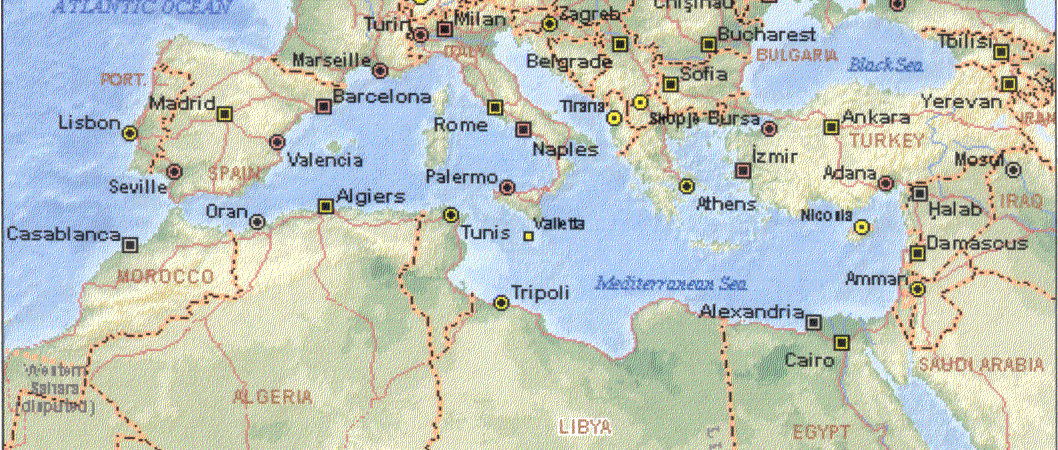 ATLANTIC OCEAN
Turin
Milan
Zagreb
Chişinău
ITALY
Bucharest
BULGARIA
Tbilisi
Marseille
Belgrade
Black Sea
PORT.
Sofia
Madrid
Barcelona
Yerevan
Tirana
Lisbon
Rome
Skopje
Bursa
Ankara
TURKEY
IRAN
Valencia
Naples
İzmir
Mosul
Seville
SPAIN
Palermo
Adana
Algiers
Athens
Halab
IRAQ
Oran
Nicosia
Casablanca
Tunis
Valletta
Damascus
MOROCCO
Mediterranean Sea
Amman
Tripoli
Alexandria
Cairo
SAUDI ARABIA
Western
Sahara
(disputed)
ALGERIA
LIBYA
EGYPT